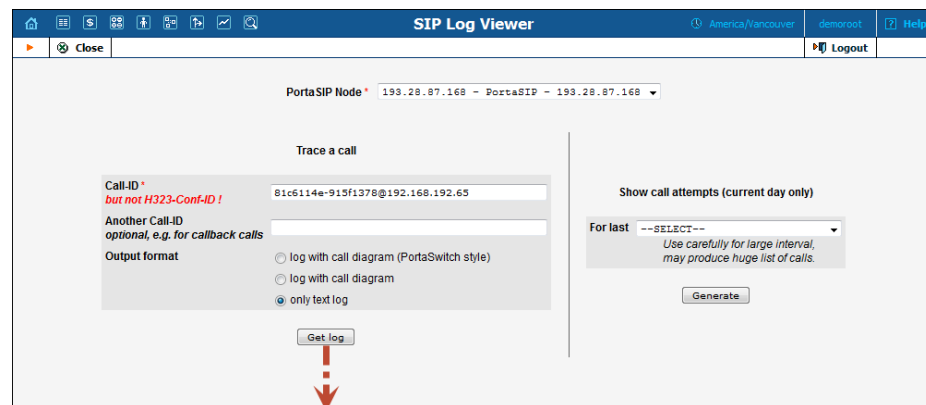 SIP Log Viewer
America/Vancouver
demoroot
? Help
Close
Logout
PortaSIP Node * 193.28.87.168 - PortaSIP - 193.28.87.168
Trace a call
Call-ID * 81c6114e-915f1378@192.168.192.65
but not H323-Conf-ID !
Another Call-ID
optional, e.g. for callback calls
Output format
log with call diagram (PortaSwitch style)
log with call diagram
only text log
Get log
Show call attempts (current day only)
For last --SELECT--
Use carefully for large interval,
may produce huge list of calls.
Generate